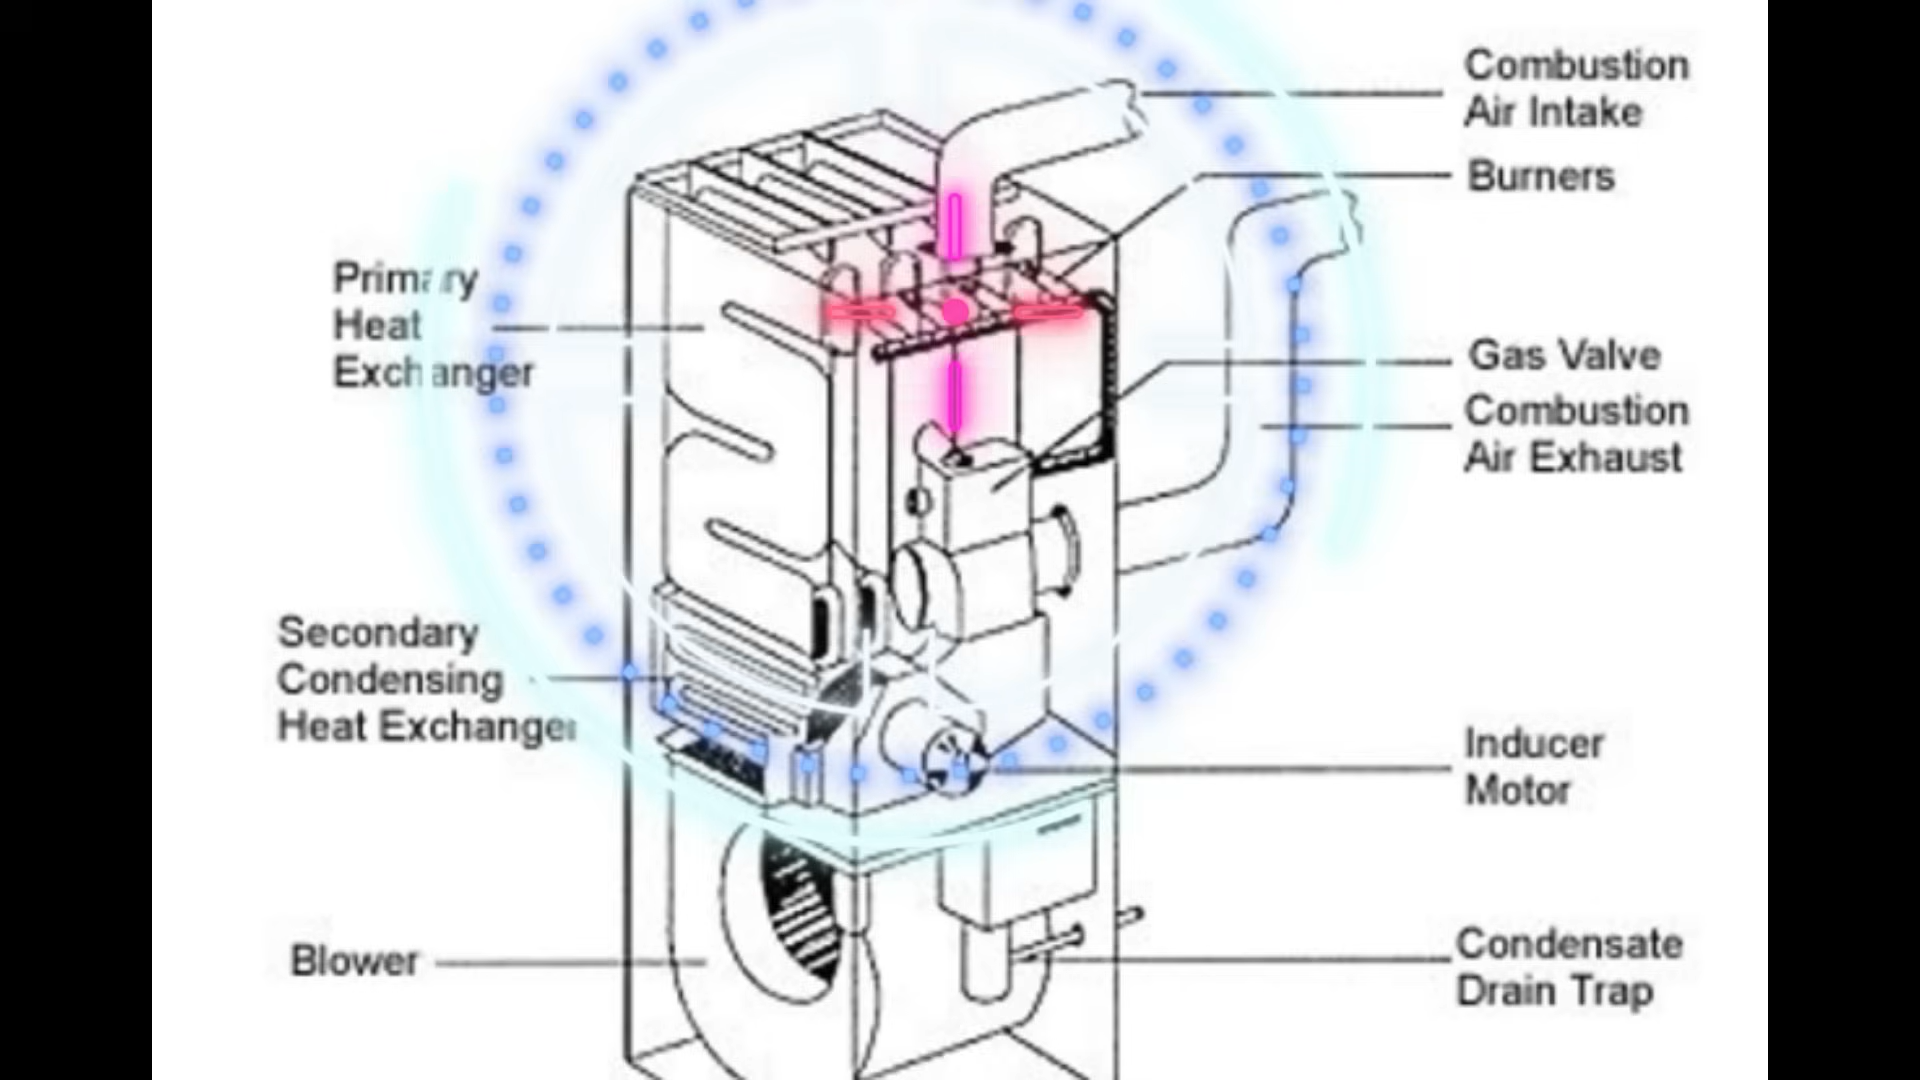 Combustion
Air Intake
Burners
Primary
Heat
Exchanger
Gas Valve
Combustion
Air Exhaust
Secondary
Condensing
Heat Exchanger
Inducer
Motor
Blower
Condensate
Drain Trap